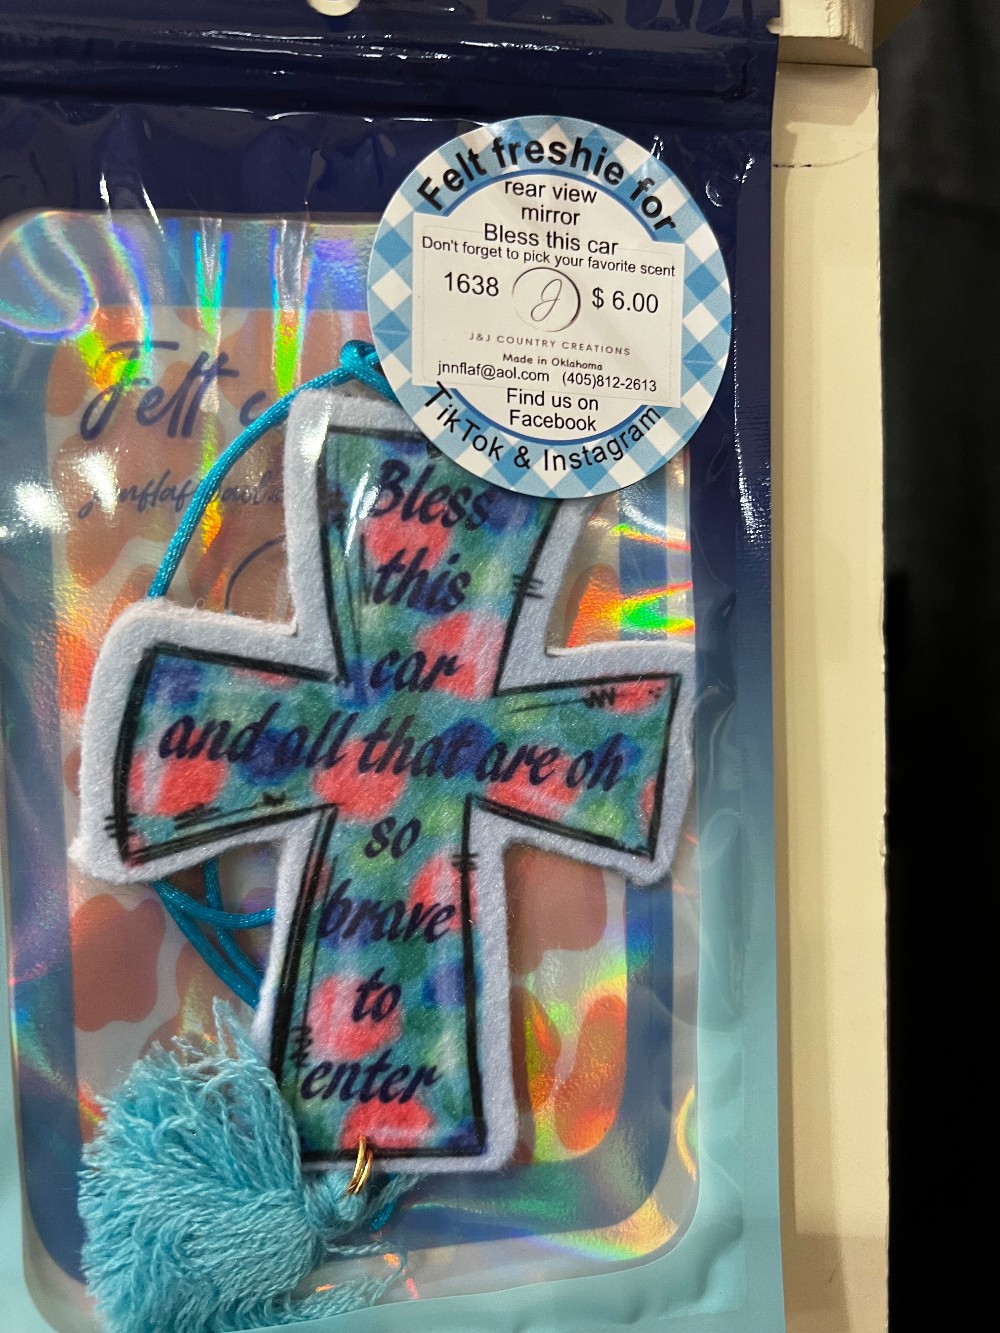 Felt freshie for
rear view
mirror
Bless this car
Don't forget to pick your favorite scent
1638
J
$ 6.00
J&J COUNTRY CREATIONS
Made in Oklahoma
jnnflaf@aol.com (405)812-2613
Find us on
Facebook
TikTok & Instagram
Felt
Bless
this
car
and all that are oh
so
brave
to
enter